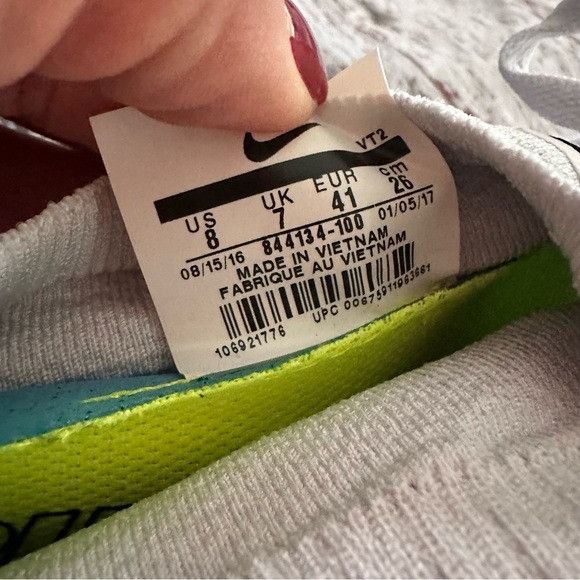 VT2
US UK EUR cm
8 7 41 26
08/15/16 844134-100 01/05/17
MADE IN VIETNAM
FABRIQUE AU VIETNAM
106921776 UPC 00675911963661